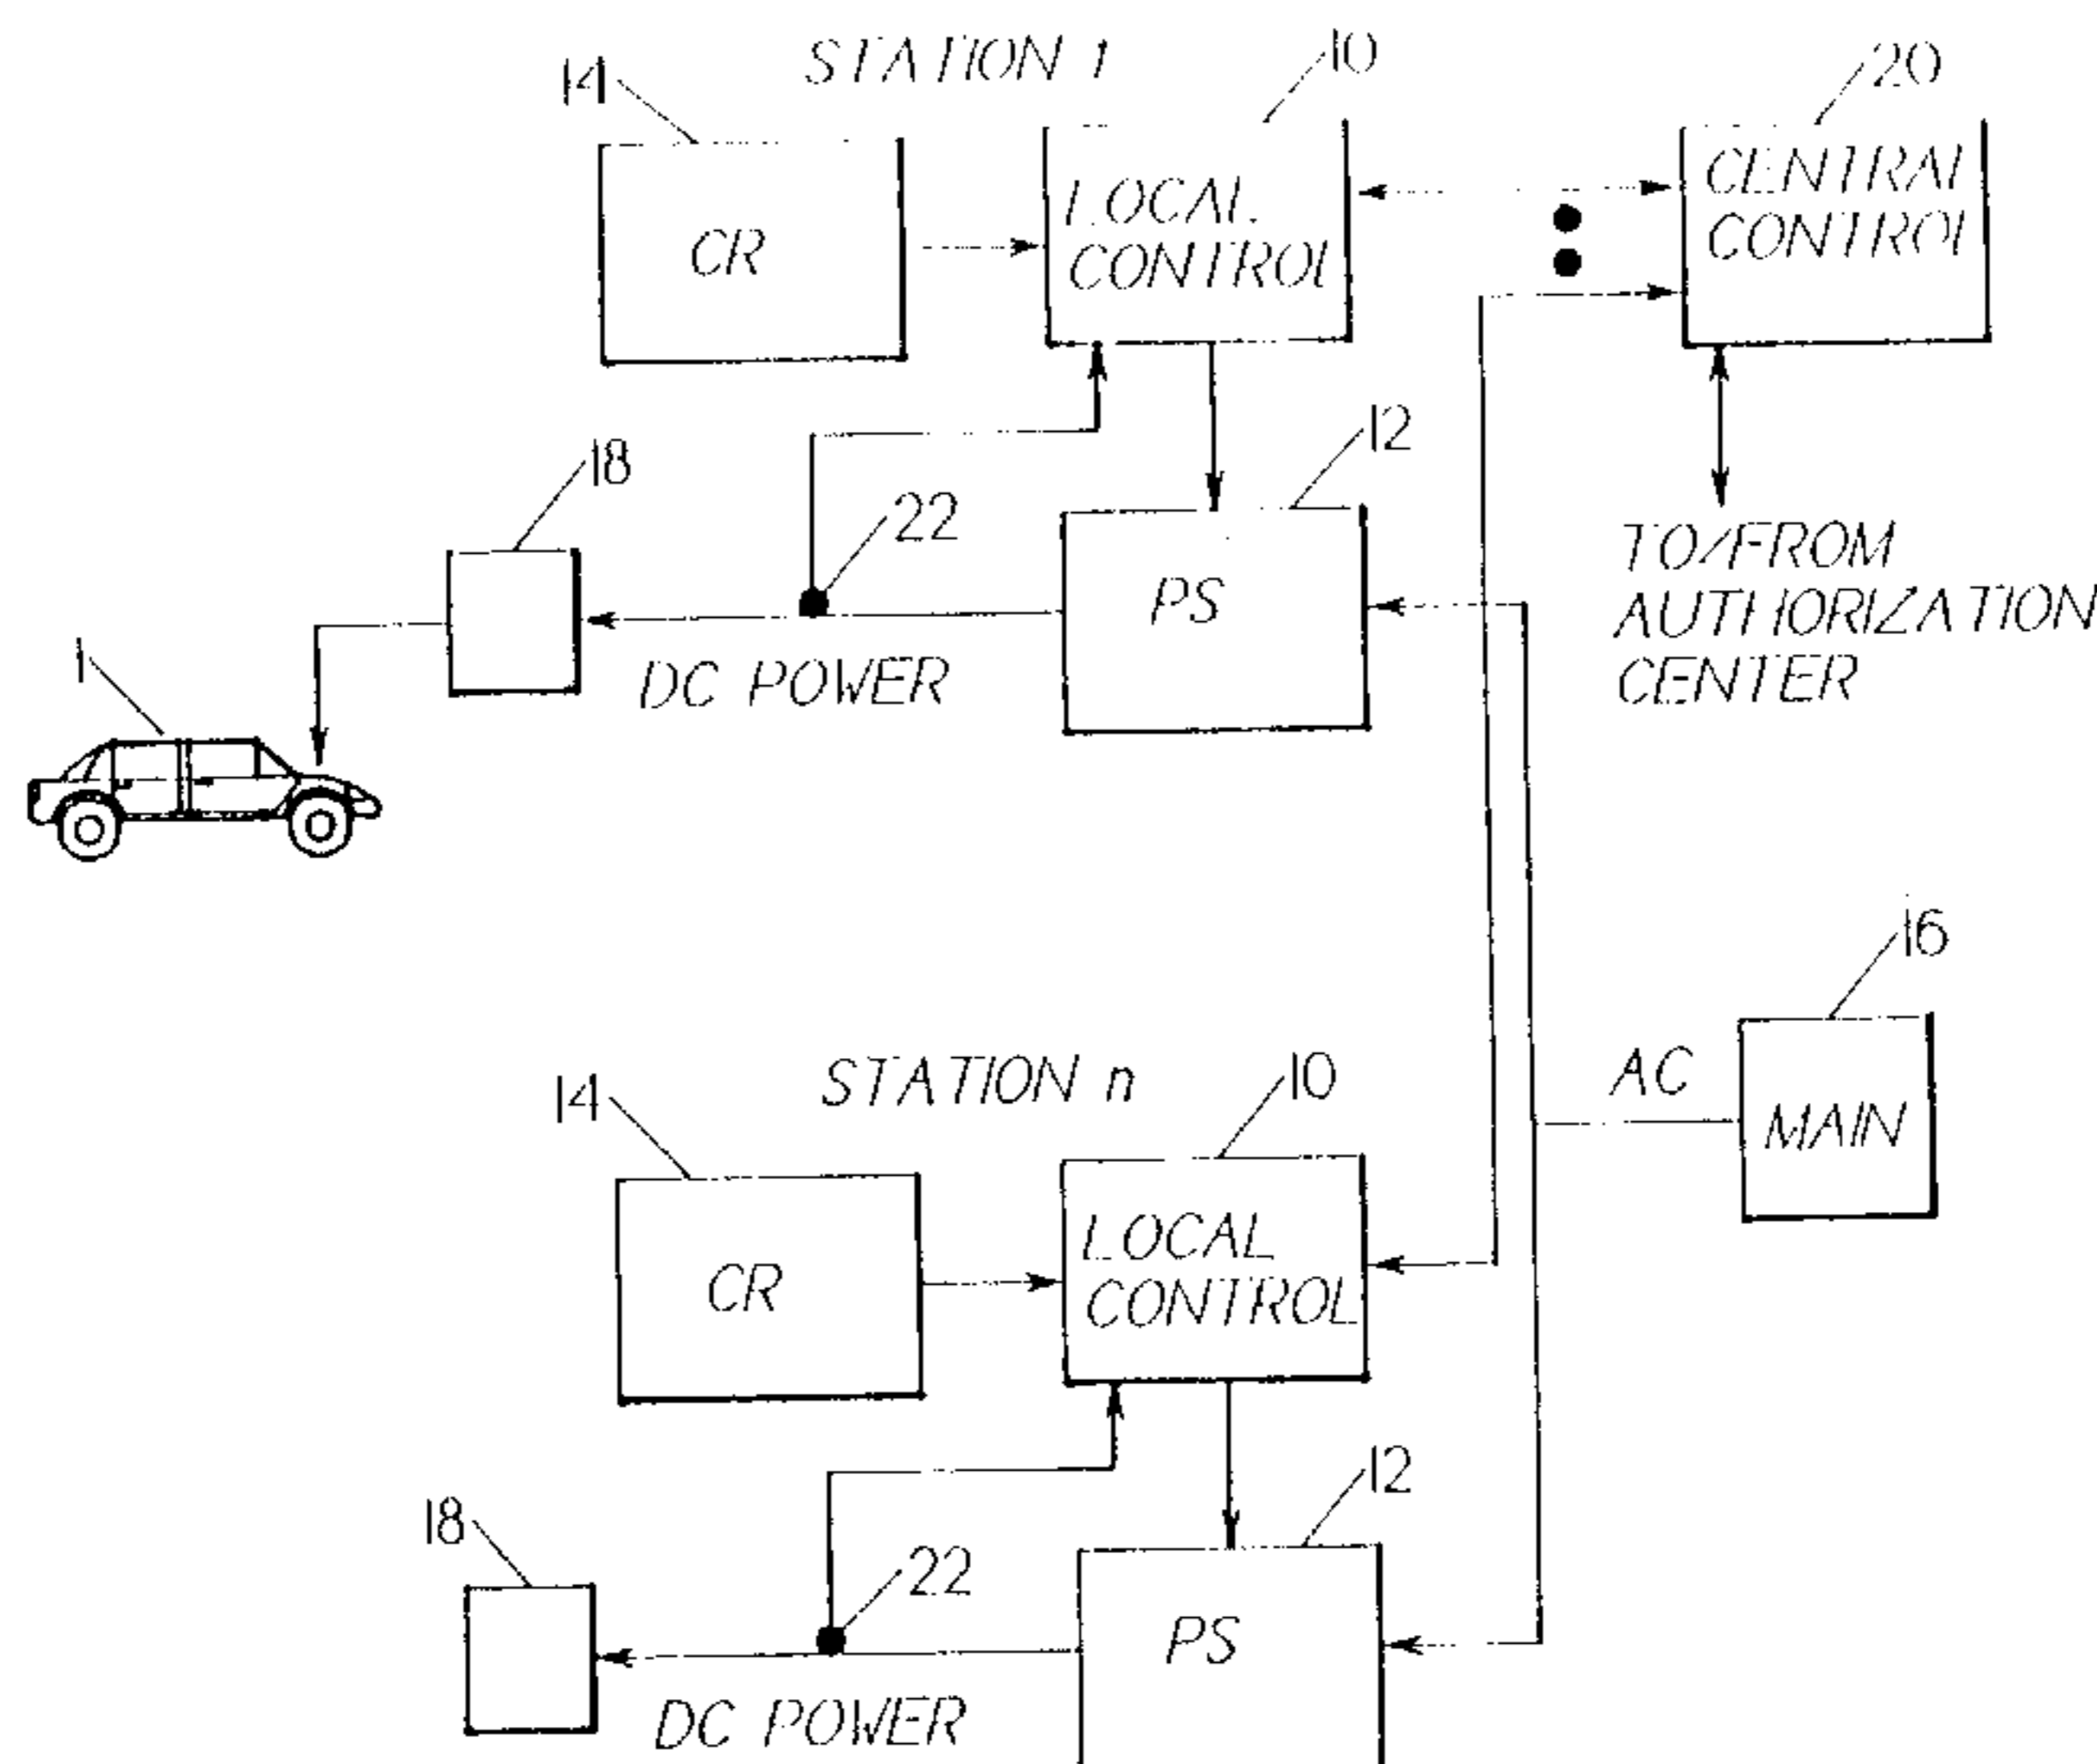 STATION 1
14
10
20
CR
LOCAL
CONTROL
CENTRAL
CONTROL
18
22
12
PS
DC POWER
TO/FROM
AUTHORIZATION
CENTER
1
16
AC
MAIN
STATION n
14
10
CR
LOCAL
CONTROL
18
22
12
PS
DC POWER